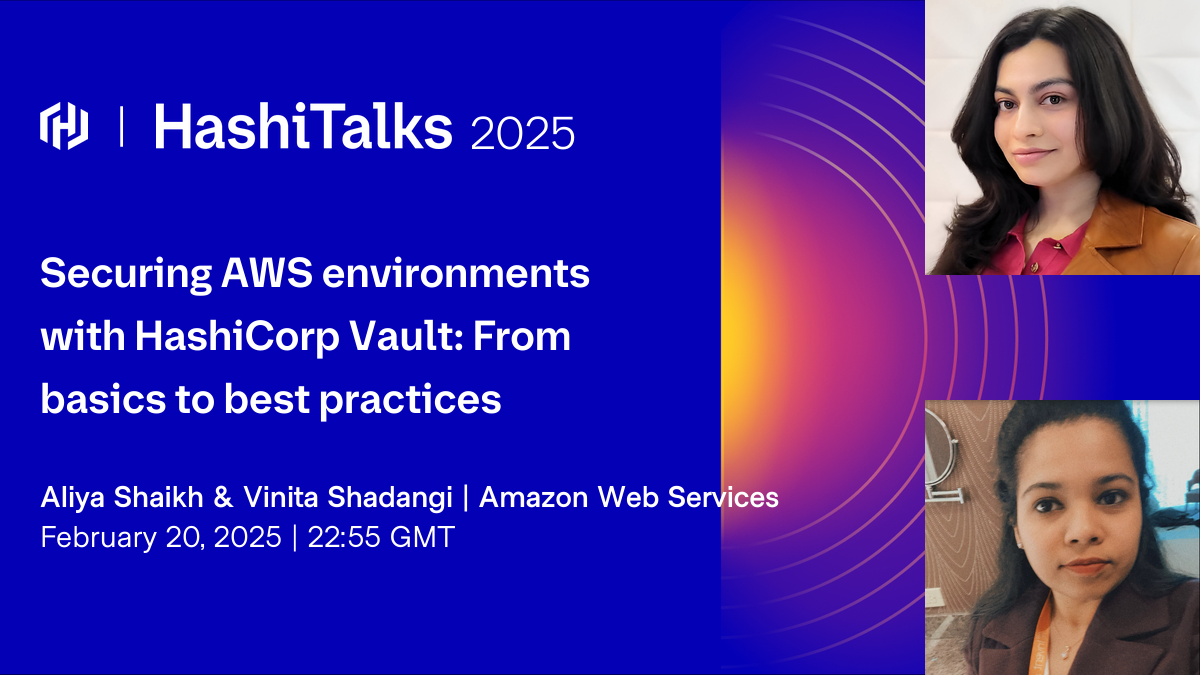 HashiTalks 2025
Securing AWS environments
with HashiCorp Vault: From
basics to best practices
Aliya Shaikh & Vinita Shadangi | Amazon Web Services
February 20, 2025 | 22:55 GMT